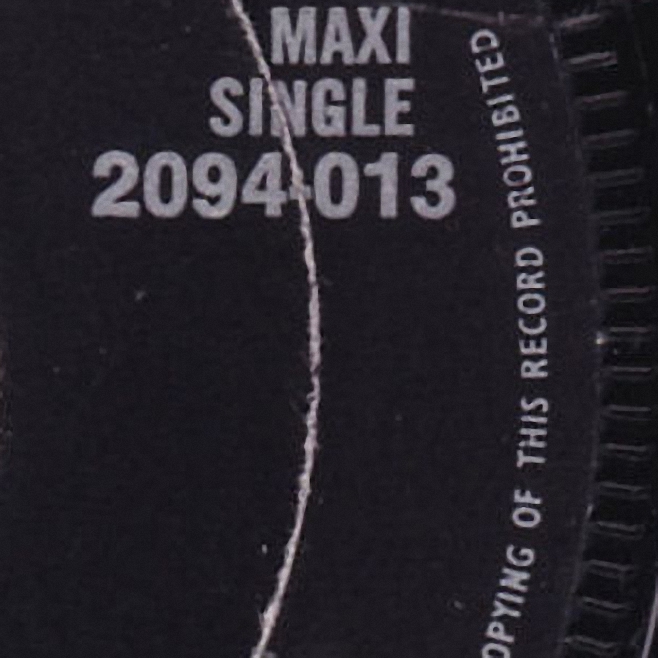 MAXI
SINGLE
2094-013
OPYING OF THIS RECORD PROHIBITED